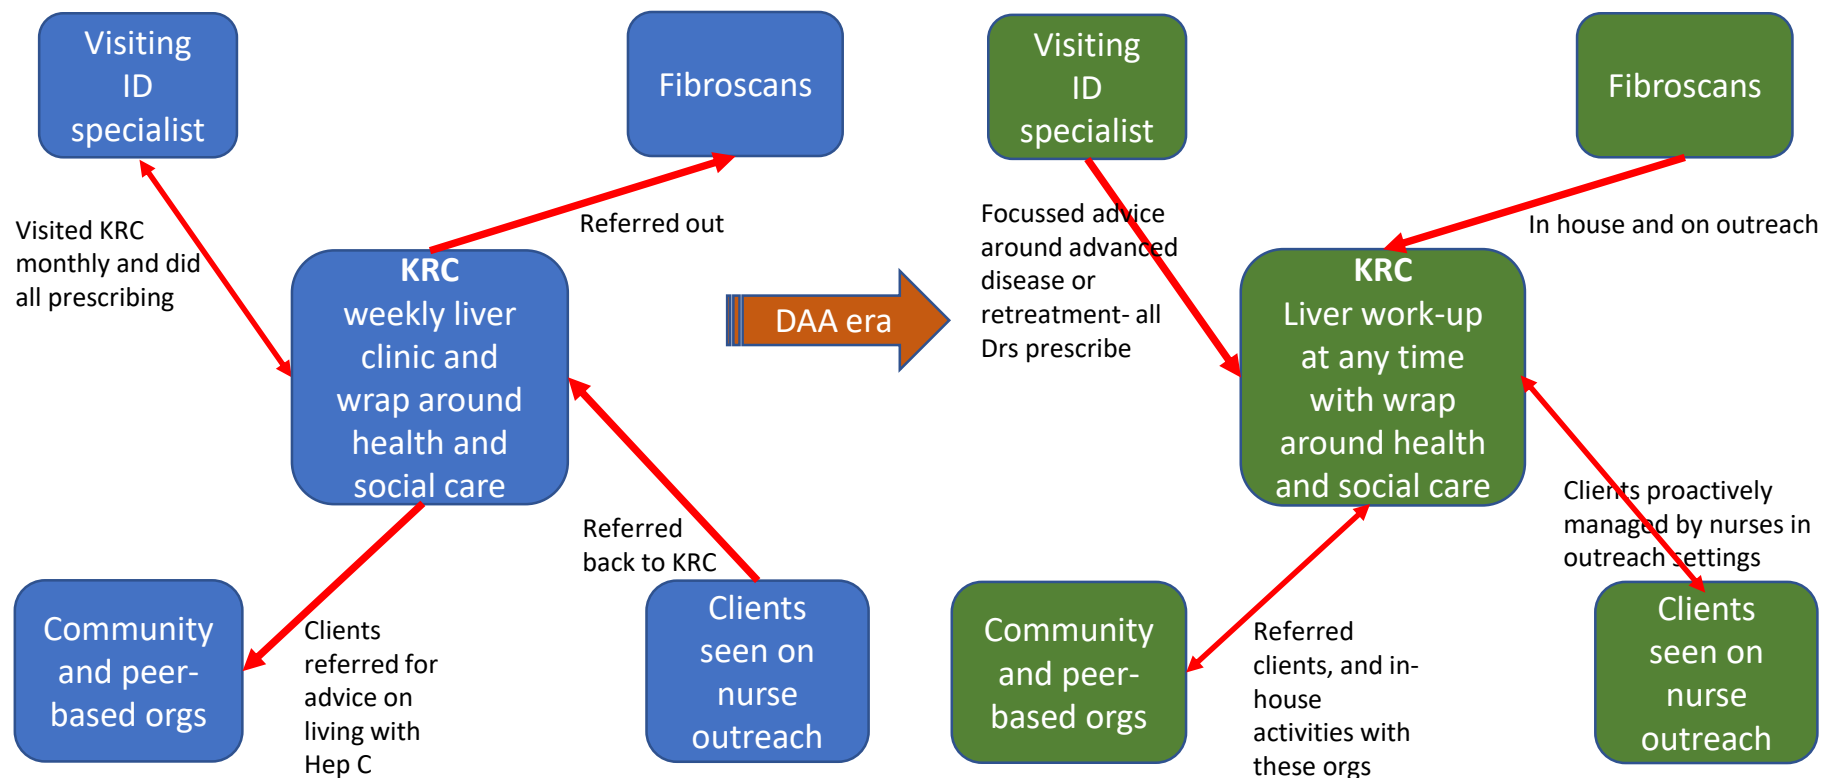 Visiting
ID
specialist
Fibroscans
Visited KRC
monthly and did
all prescribing
Referred out
KRC
weekly liver
clinic and
wrap around
health and
social care
Referred
back to KRC
Community
and peer-
based orgs
Clients
referred for
advice on
living with
Hep C
Clients
seen on
nurse
outreach
DAA era
Visiting
ID
specialist
Fibroscans
Focussed advice
around advanced
disease or
retreatment- all
Drs prescribe
In house and on outreach
KRC
Liver work-up
at any time
with wrap
around health
and social care
Clients proactively
managed by nurses in
outreach settings
Community
and peer-
based orgs
Referred
clients, and in-
house
activities with
these orgs
Clients
seen on
nurse
outreach